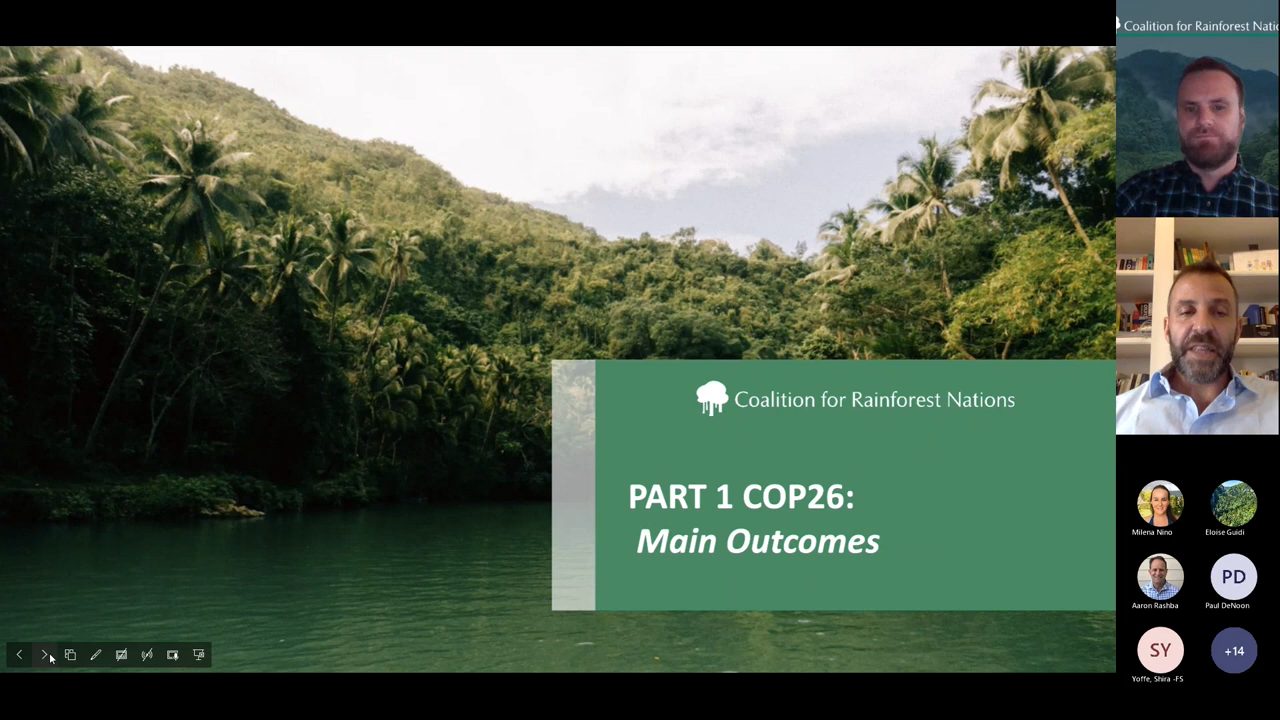 Coalition for Rainforest Nations
PART 1 COP26:
Main Outcomes
Coalition for Rainforest Natio
Milena Nino
Eloise Guidi
Aaron Rashba
PD
Paul DeNoon
SY
Yoffe, Shira -FS
+14